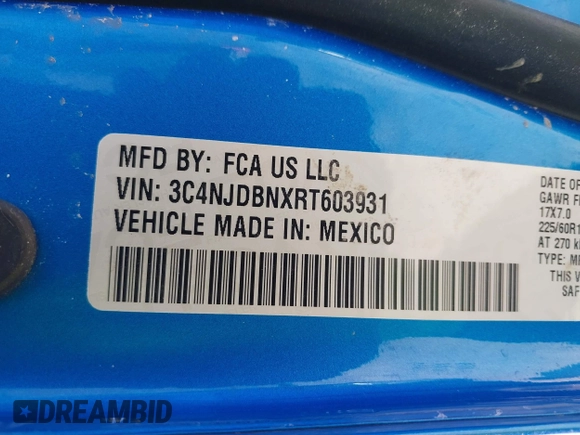 MFD BY: FCA US LLC
VIN: 3C4NJDBNXRT603931
VEHICLE MADE IN: MEXICO
DATE OF
GAWR F
17X7.0
225/60R1
AT 270 k
TYPE: M
THIS V
SAF
DREAMBID